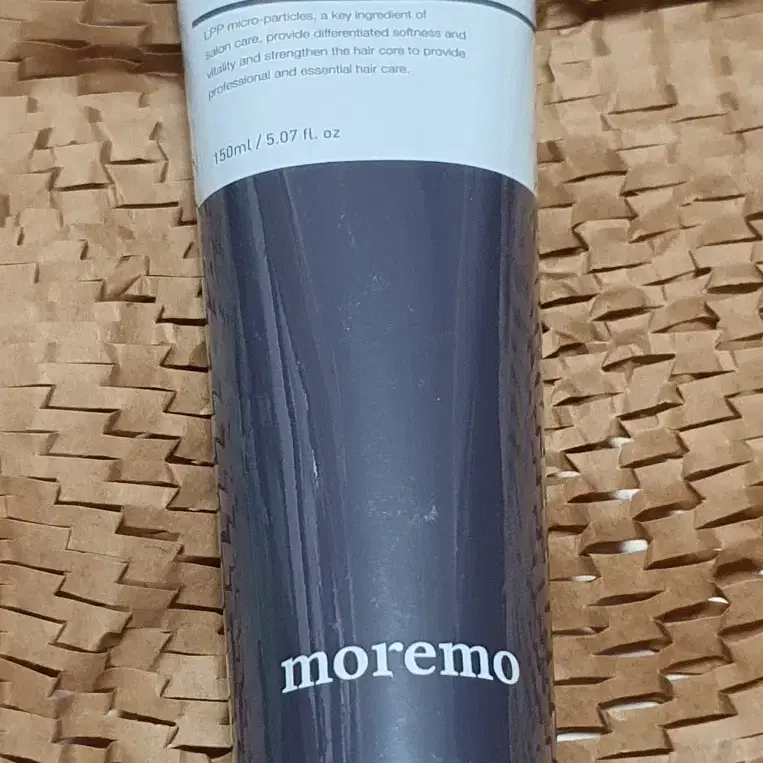 LPP micro-particles, a key ingredient of
salon care, provide differentiated softness and
vitality and strengthen the hair core to provide
professional and essential hair care.
150ml / 5.07 fl. oz
moremo